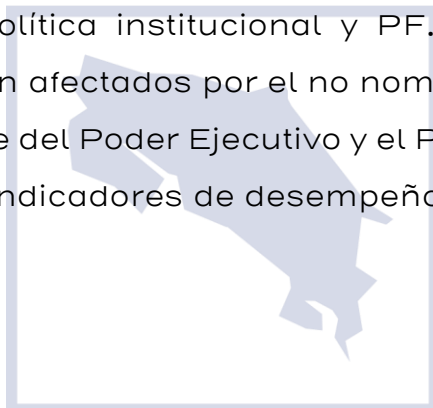 olítica institucional y PF.
n afectados por el no nom
e del Poder Ejecutivo y el P
ndicadores de desempeño